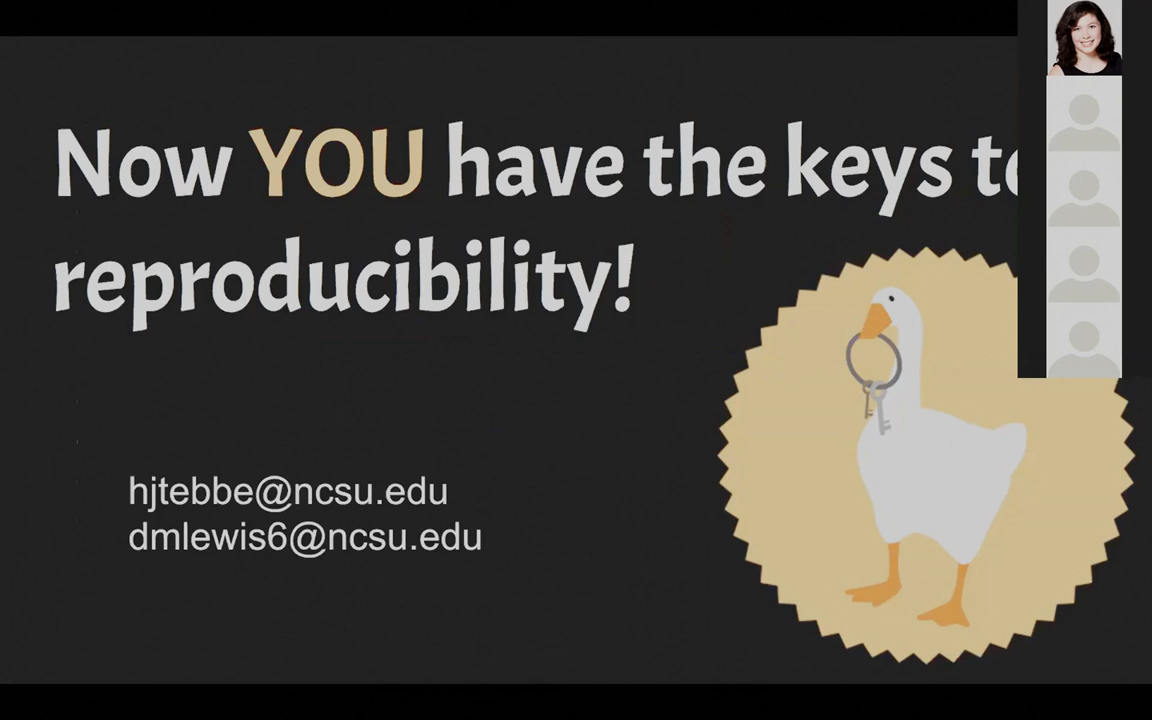 Now YOU have the keys to
reproducibility!
hjtebbe@ncsu.edu
dmlewis6@ncsu.edu